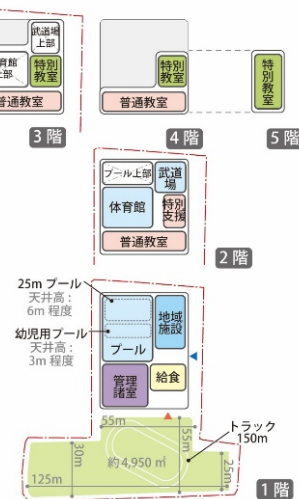 武道場
上部
育館
上部
特別
教室
普通教室
3 階
特別
教室
普通教室
4 階
特別教室
5 階
プール上部
武道
場
体育館
特別
支援
普通教室
2 階
25m プール
天井高：
6m 程度
幼児用プール
天井高：
3m 程度
プール
地域
施設
管理
諸室
給食
55m
55m
トラック
150m
30m
約4,950 ㎡
125m
25m
1 階